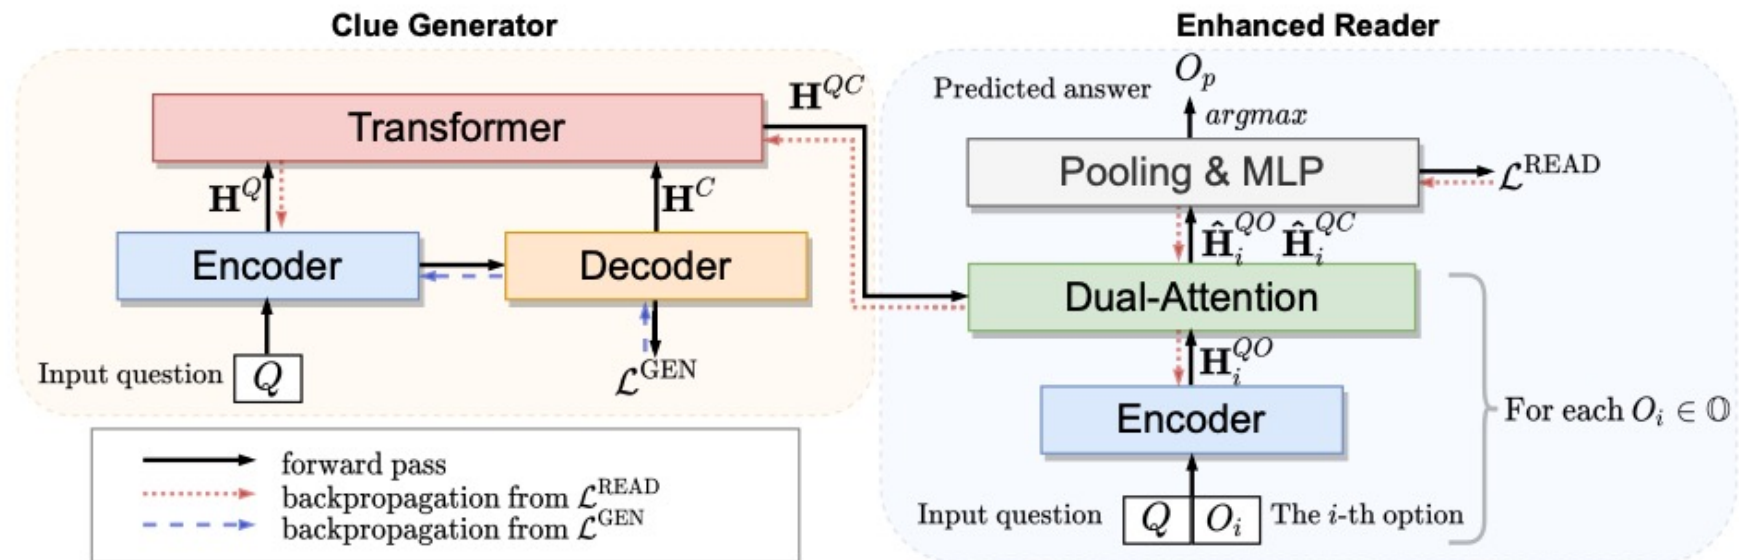 Clue Generator
Transformer
H^{QC}
H^Q
H^C
Encoder
Decoder
Input question Q
ℒ^{GEN}
forward pass
backpropagation from ℒ^{READ}
backpropagation from ℒ^{GEN}
Enhanced Reader
Predicted answer O_p
argmax
Pooling & MLP
ℒ^{READ}
Ĥ_i^{QO} Ĥ_i^{QC}
Dual-Attention
H_i^{QO}
Encoder
For each O_i ∈ 𝕆
Input question Q O_i The i-th option